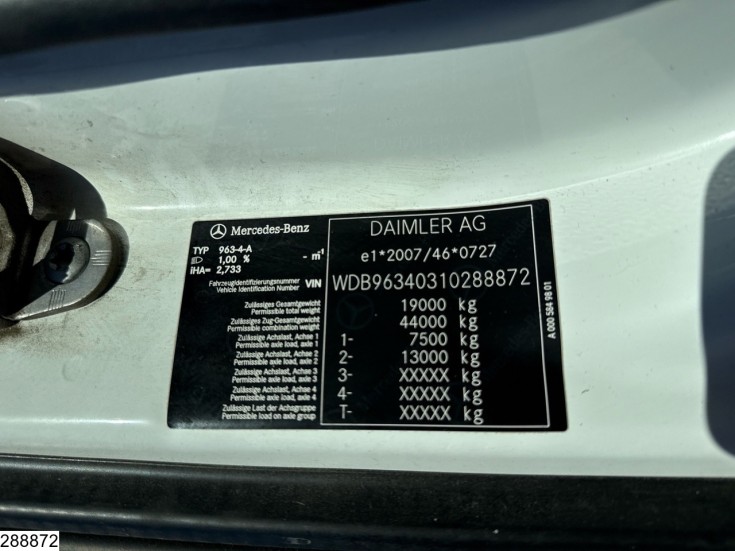 Mercedes-Benz
DAIMLER AG
TYP 963-4-A
1,00 % - m⁻¹
iHA= 2,733
e1*2007/46*0727
Fahrzeugidentifizierungsnummer
Vehicle Identification Number VIN
WDB96340310288872
Zulässiges Gesamtgewicht
Permissible total weight 19000 kg
Zulässiges Zug-Gesamtgewicht
Permissible combination weight 44000 kg
Zulässige Achslast, Achse 1
Permissible axle load, axle 1 1- 7500 kg
Zulässige Achslast, Achse 2
Permissible axle load, axle 2 2- 13000 kg
Zulässige Achslast, Achse 3
Permissible axle load, axle 3 3- XXXXX kg
Zulässige Achslast, Achse 4
Permissible axle load, axle 4 4- XXXXX kg
Zulässige Last der Achsgruppe
Permissible load on axle group T- XXXXX kg
A 000 584 98 01
288872